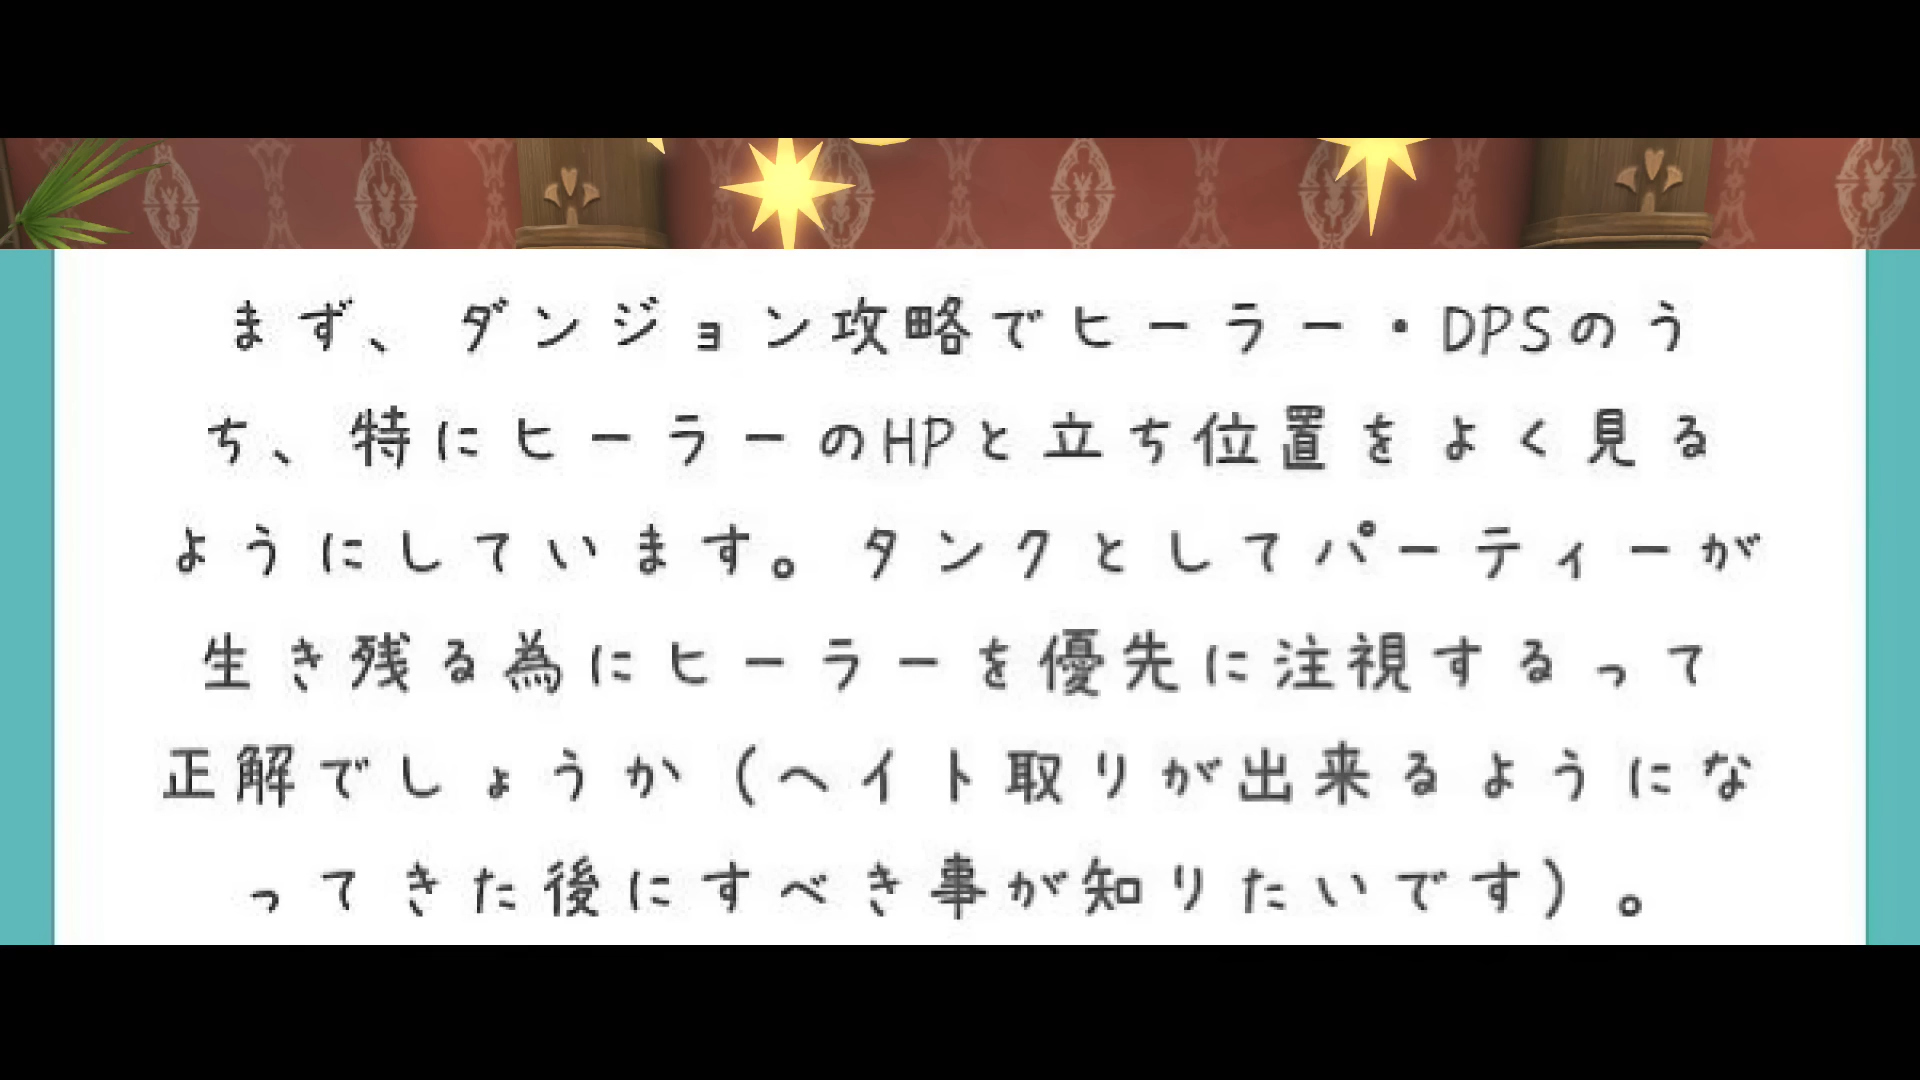 まず、ダンジョン攻略でヒーラー・DPSのう
ち、特にヒーラーのHPと立ち位置をよく見る
ようにしています。タンクとしてパーティーが
生き残る為にヒーラーを優先に注視するって
正解でしょうか（ヘイト取りが出来るようにな
ってきた後にすべき事が知りたいです）。